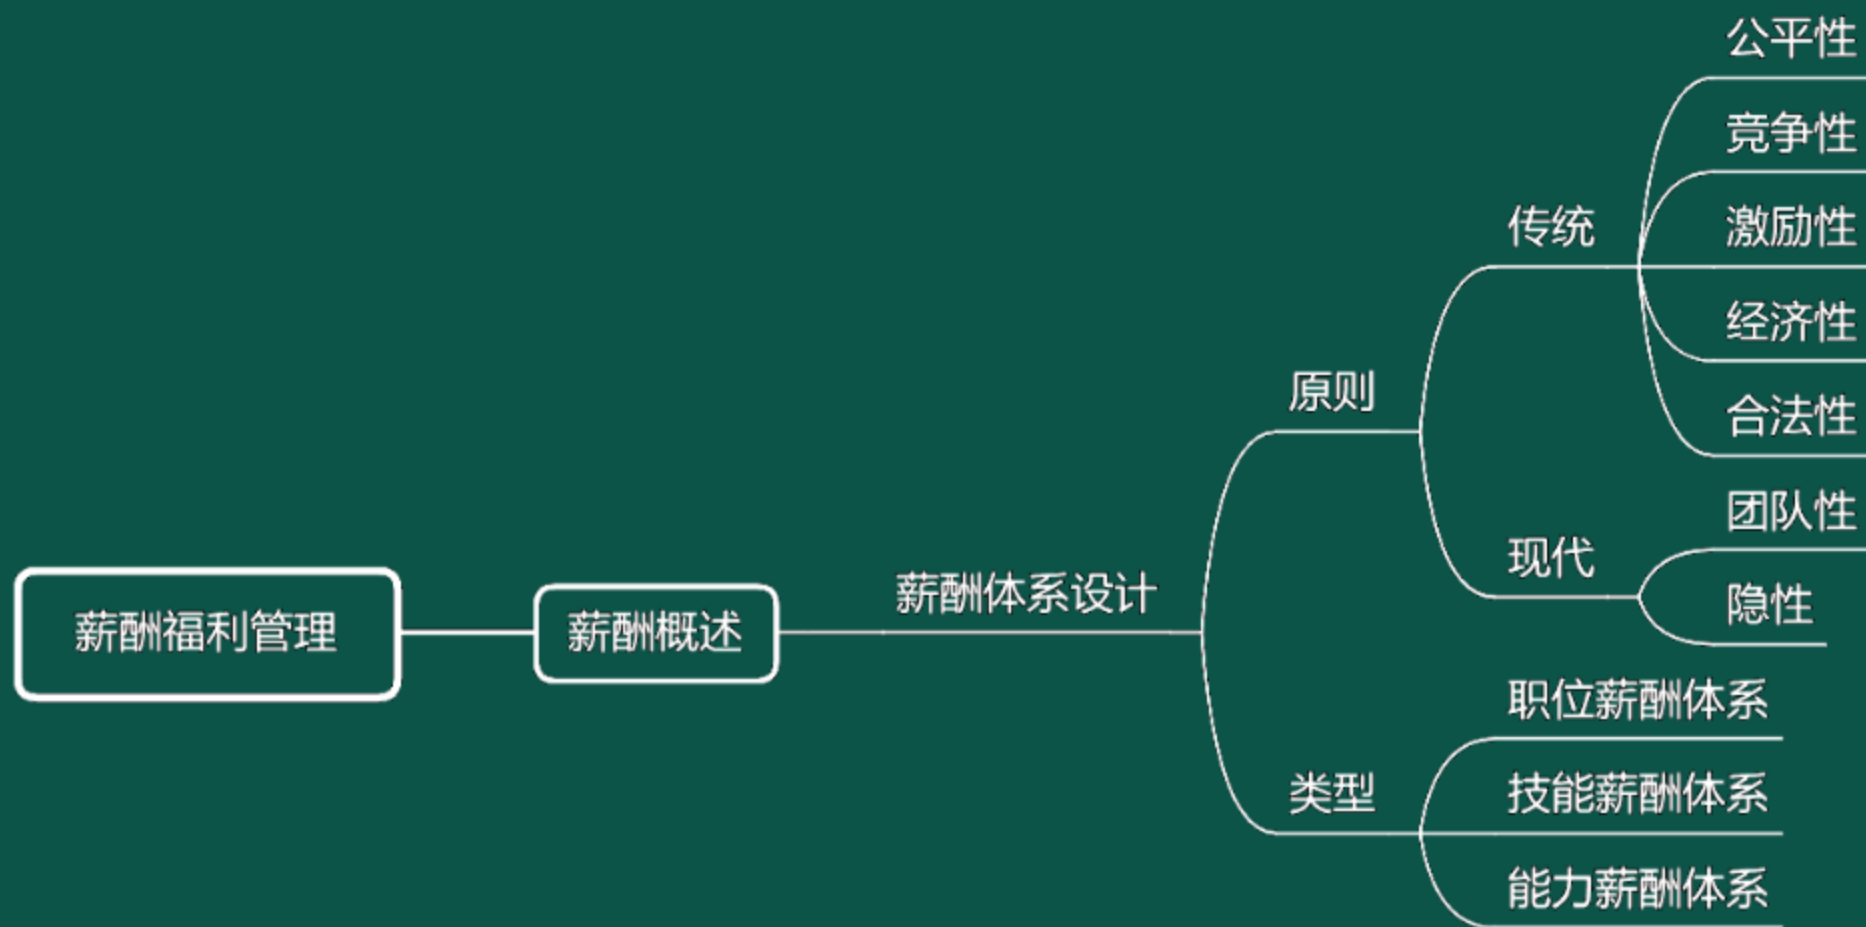 薪酬福利管理
薪酬概述
薪酬体系设计
原则
传统
公平性
竞争性
激励性
经济性
合法性
现代
团队性
隐性
类型
职位薪酬体系
技能薪酬体系
能力薪酬体系